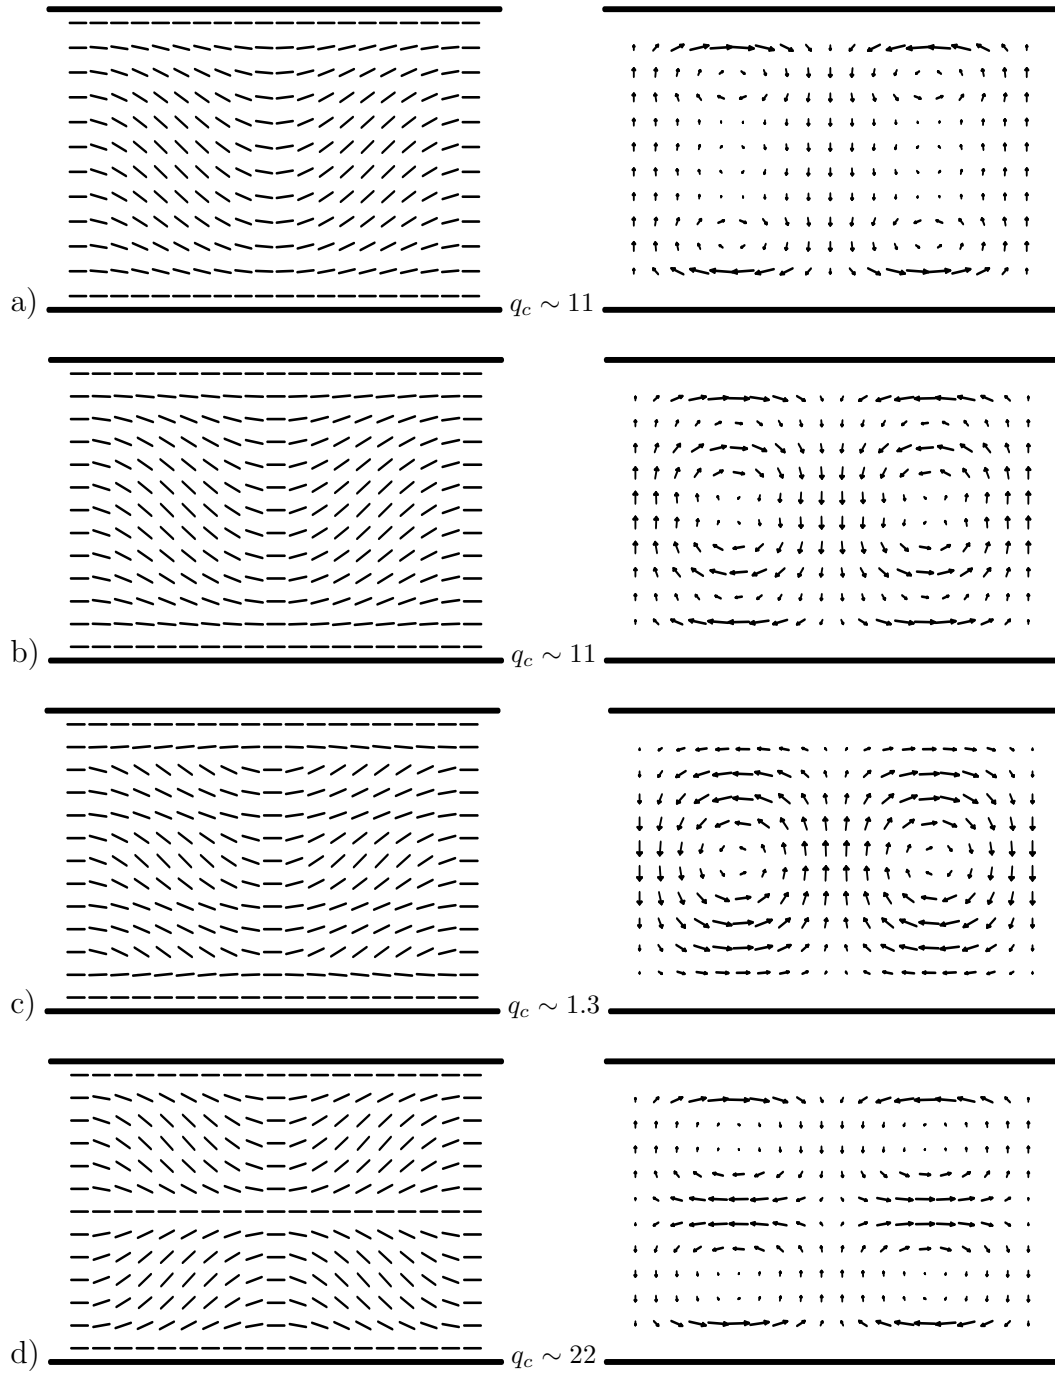 a) q_c ∼ 11
b) q_c ∼ 11
c) q_c ∼ 1.3
d) q_c ∼ 22